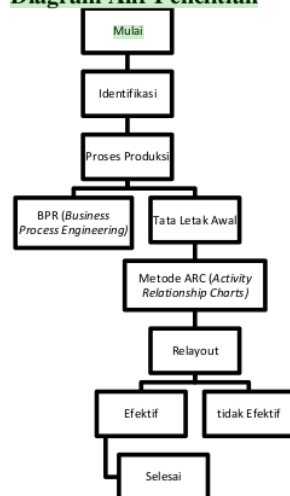 Diagram Alir Penelitian
Mulai
Identifikasi
Proses Produksi
BPR (Business
Process Engineering)
Tata Letak Awal
Metode ARC (Activity
Relationship Charts)
Relayout
Efektif
tidak Efektif
Selesai